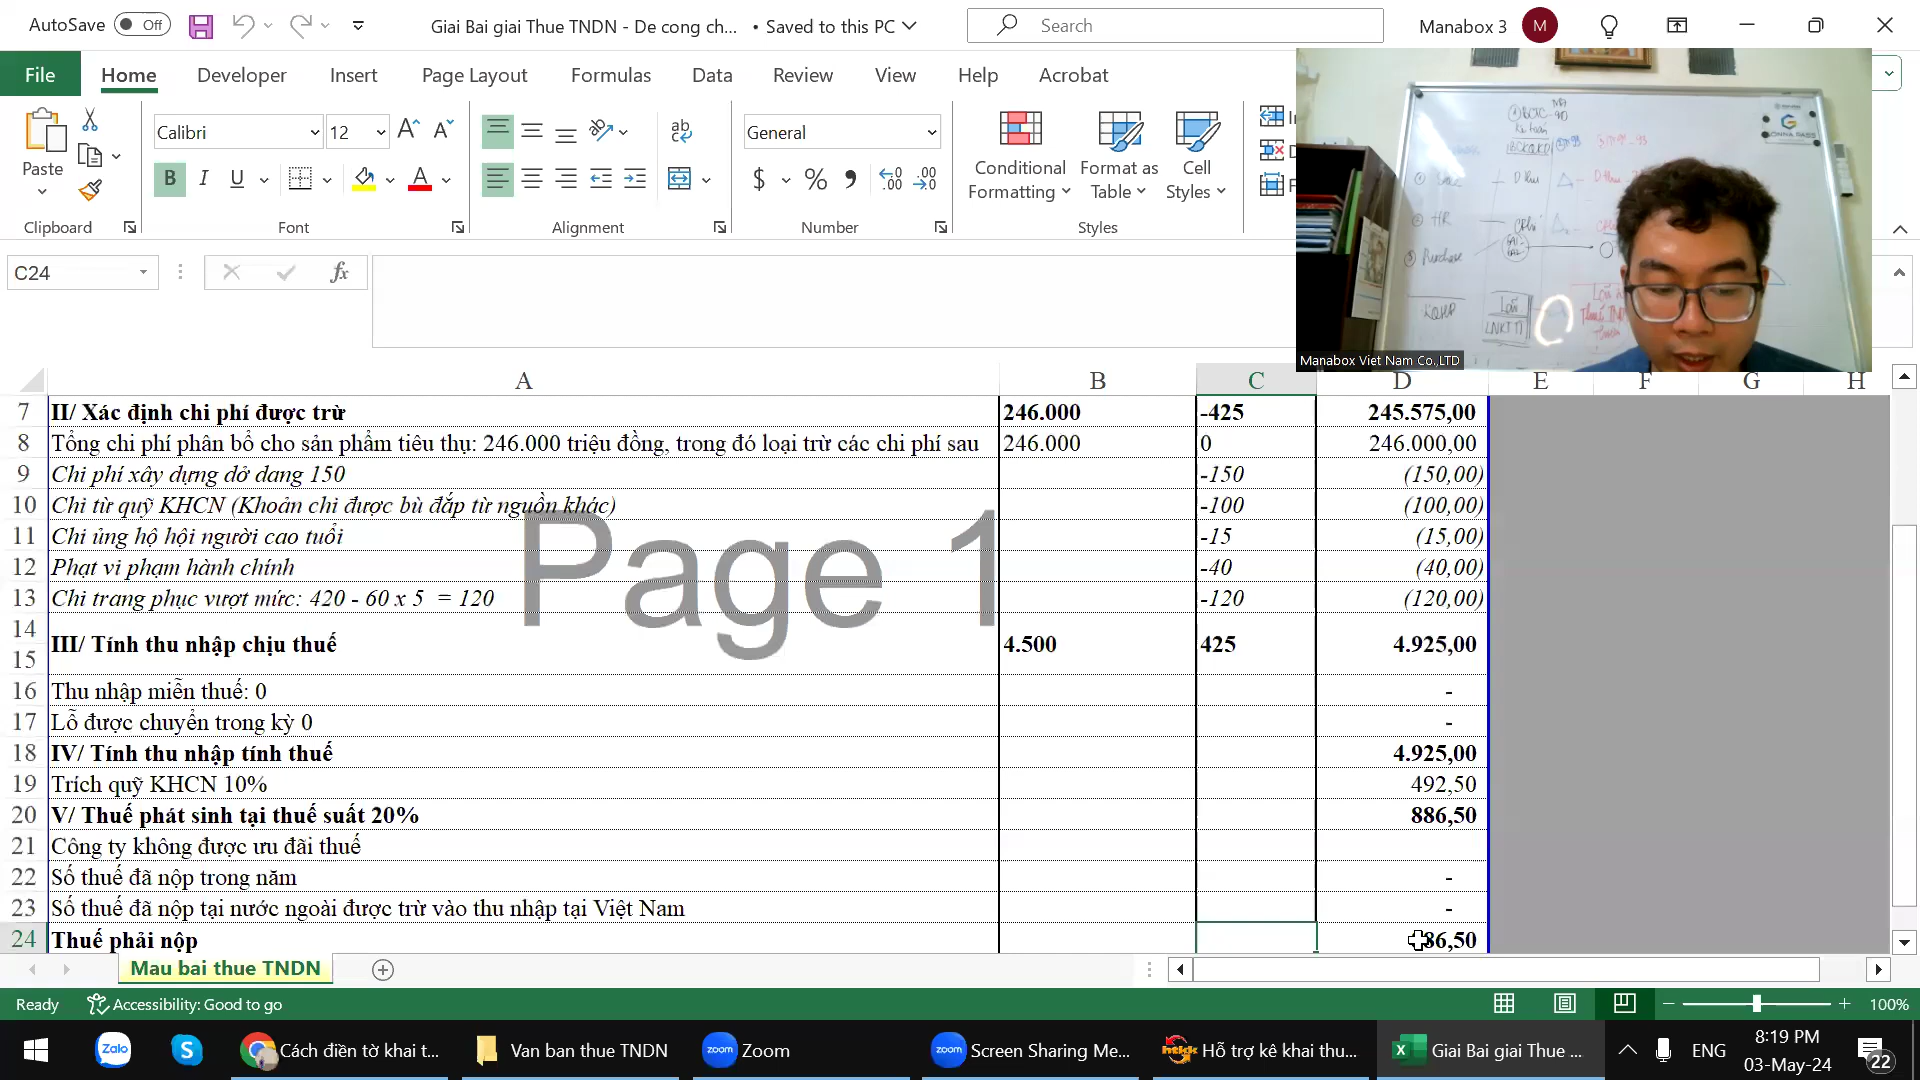 AutoSave Off
Giai Bai giai Thue TNDN - De cong ch... • Saved to this PC
Search
Manabox 3 M
File Home Developer Insert Page Layout Formulas Data Review View Help Acrobat
Paste
Calibri 12
B I U
General
Conditional Formatting
Format as Table
Cell Styles
Clipboard Font Alignment Number Styles
C24
fx
Manabox Viet Nam Co.,LTD
A B C D E F G H
7 II/ Xác định chi phí được trừ 246.000 -425 245.575,00
8 Tổng chi phí phân bổ cho sản phẩm tiêu thụ: 246.000 triệu đồng, trong đó loại trừ các chi phí sau 246.000 0 246.000,00
9 Chi phí xây dựng dở dang 150 -150 (150,00)
10 Chi từ quỹ KHCN (Khoản chi được bù đắp từ nguồn khác) -100 (100,00)
11 Chi ủng hộ hội người cao tuổi -15 (15,00)
12 Phạt vi phạm hành chính -40 (40,00)
13 Chi trang phục vượt mức: 420 - 60 x 5 = 120 -120 (120,00)
Page 1
14
15 III/ Tính thu nhập chịu thuế 4.500 425 4.925,00
16 Thu nhập miễn thuế: 0 -
17 Lỗ được chuyển trong kỳ 0 -
18 IV/ Tính thu nhập tính thuế 4.925,00
19 Trích quỹ KHCN 10% 492,50
20 V/ Thuế phát sinh tại thuế suất 20% 886,50
21 Công ty không được ưu đãi thuế
22 Số thuế đã nộp trong năm -
23 Số thuế đã nộp tại nước ngoài được trừ vào thu nhập tại Việt Nam -
24 Thuế phải nộp 86,50
Mau bai thue TNDN
Ready Accessibility: Good to go 100%
Zalo
Cách điền tờ khai t...
Van ban thue TNDN
zoom Zoom
zoom Screen Sharing Me...
htkk Hỗ trợ kê khai thu...
Giai Bai giai Thue ...
ENG
8:19 PM
03-May-24
22